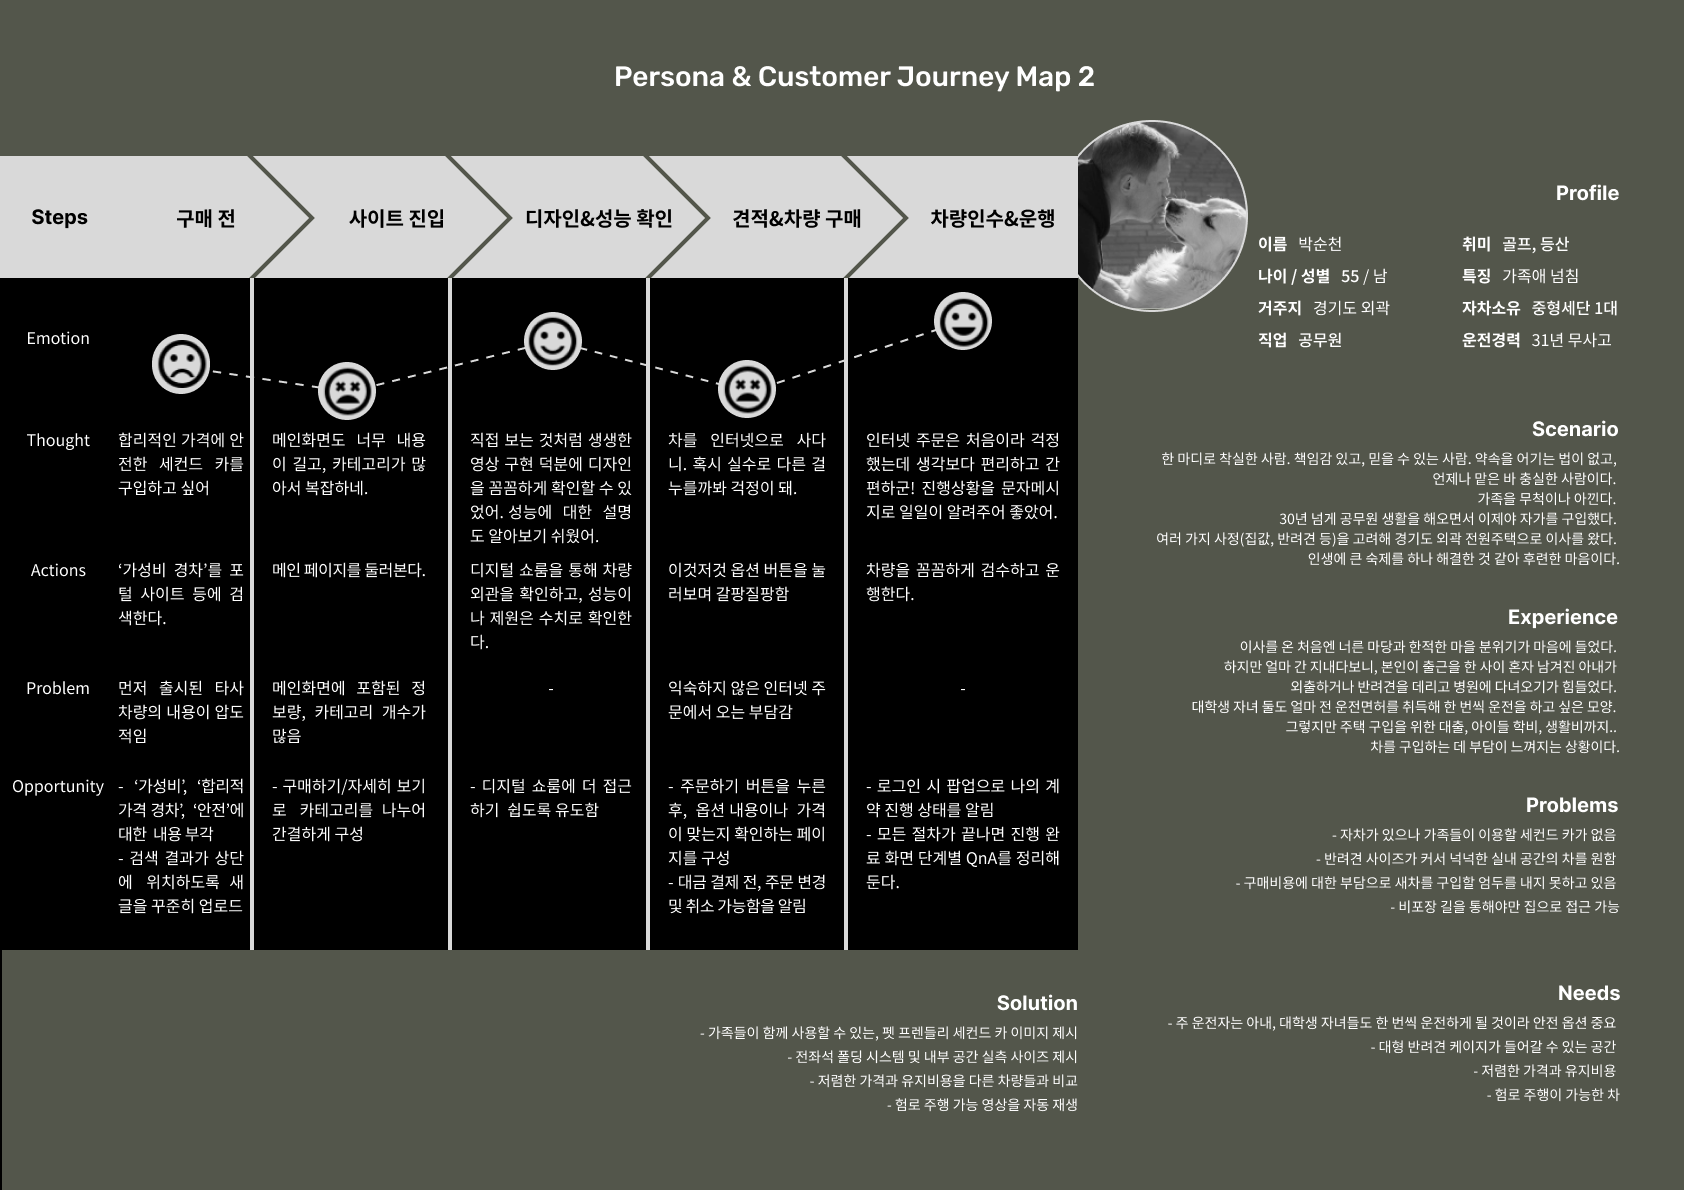 Persona & Customer Journey Map 2
Steps
구매 전
사이트 진입
디자인&성능 확인
견적&차량 구매
차량인수&운행
Emotion
Thought
합리적인 가격에 안
전한 세컨드 카를
구입하고 싶어
메인화면도 너무 내용
이 길고, 카테고리가 많
아서 복잡하네.
직접 보는 것처럼 생생한
영상 구현 덕분에 디자인
을 꼼꼼하게 확인할 수 있
었어. 성능에 대한 설명
도 알아보기 쉬웠어.
차를 인터넷으로 사다
니. 혹시 실수로 다른 걸
누를까봐 걱정이 돼.
인터넷 주문은 처음이라 걱정
했는데 생각보다 편리하고 간
편하군! 진행상황을 문자메시
지로 일일이 알려주어 좋았어.
Actions
‘가성비 경차’를 포
털 사이트 등에 검
색한다.
메인 페이지를 둘러본다.
디지털 쇼룸을 통해 차량
외관을 확인하고, 성능이
나 제원은 수치로 확인한
다.
이것저것 옵션 버튼을 눌
러보며 갈팡질팡함
차량을 꼼꼼하게 검수하고 운
행한다.
Problem
먼저 출시된 타사
차량의 내용이 압도
적임
메인화면에 포함된 정
보량, 카테고리 개수가
많음
-
익숙하지 않은 인터넷 주
문에서 오는 부담감
-
Opportunity
- ‘가성비’, ‘합리적
가격 경차’, ‘안전’에
대한 내용 부각
- 검색 결과가 상단
에 위치하도록 새
글을 꾸준히 업로드
- 구매하기/자세히 보기
로 카테고리를 나누어
간결하게 구성
- 디지털 쇼룸에 더 접근
하기 쉽도록 유도함
- 주문하기 버튼을 누른
후, 옵션 내용이나 가격
이 맞는지 확인하는 페이
지를 구성
- 대금 결제 전, 주문 변경
및 취소 가능함을 알림
- 로그인 시 팝업으로 나의 계
약 진행 상태를 알림
- 모든 절차가 끝나면 진행 완
료 화면 단계별 QnA를 정리해
둔다.
Profile
이름 박순천
나이 / 성별 55 / 남
거주지 경기도 외곽
직업 공무원
취미 골프, 등산
특징 가족애 넘침
자차소유 중형세단 1대
운전경력 31년 무사고
Scenario
한 마디로 착실한 사람. 책임감 있고, 믿을 수 있는 사람. 약속을 어기는 법이 없고,
언제나 맡은 바 충실한 사람이다.
가족을 무척이나 아낀다.
30년 넘게 공무원 생활을 해오면서 이제야 자가를 구입했다.
여러 가지 사정(집값, 반려견 등)을 고려해 경기도 외곽 전원주택으로 이사를 왔다.
인생에 큰 숙제를 하나 해결한 것 같아 후련한 마음이다.
Experience
이사를 온 처음엔 너른 마당과 한적한 마을 분위기가 마음에 들었다.
하지만 얼마 간 지내다보니, 본인이 출근을 한 사이 혼자 남겨진 아내가
외출하거나 반려견을 데리고 병원에 다녀오기가 힘들었다.
대학생 자녀 둘도 얼마 전 운전면허를 취득해 한 번씩 운전을 하고 싶은 모양.
그렇지만 주택 구입을 위한 대출, 아이들 학비, 생활비까지..
차를 구입하는 데 부담이 느껴지는 상황이다.
Problems
- 자차가 있으나 가족들이 이용할 세컨드 카가 없음
- 반려견 사이즈가 커서 넉넉한 실내 공간의 차를 원함
- 구매비용에 대한 부담으로 새차를 구입할 엄두를 내지 못하고 있음
- 비포장 길을 통해야만 집으로 접근 가능
Needs
- 주 운전자는 아내, 대학생 자녀들도 한 번씩 운전하게 될 것이라 안전 옵션 중요
- 대형 반려견 케이지가 들어갈 수 있는 공간
- 저렴한 가격과 유지비용
- 험로 주행이 가능한 차
Solution
- 가족들이 함께 사용할 수 있는, 펫 프렌들리 세컨드 카 이미지 제시
- 전좌석 폴딩 시스템 및 내부 공간 실측 사이즈 제시
- 저렴한 가격과 유지비용을 다른 차량들과 비교
- 험로 주행 가능 영상을 자동 재생